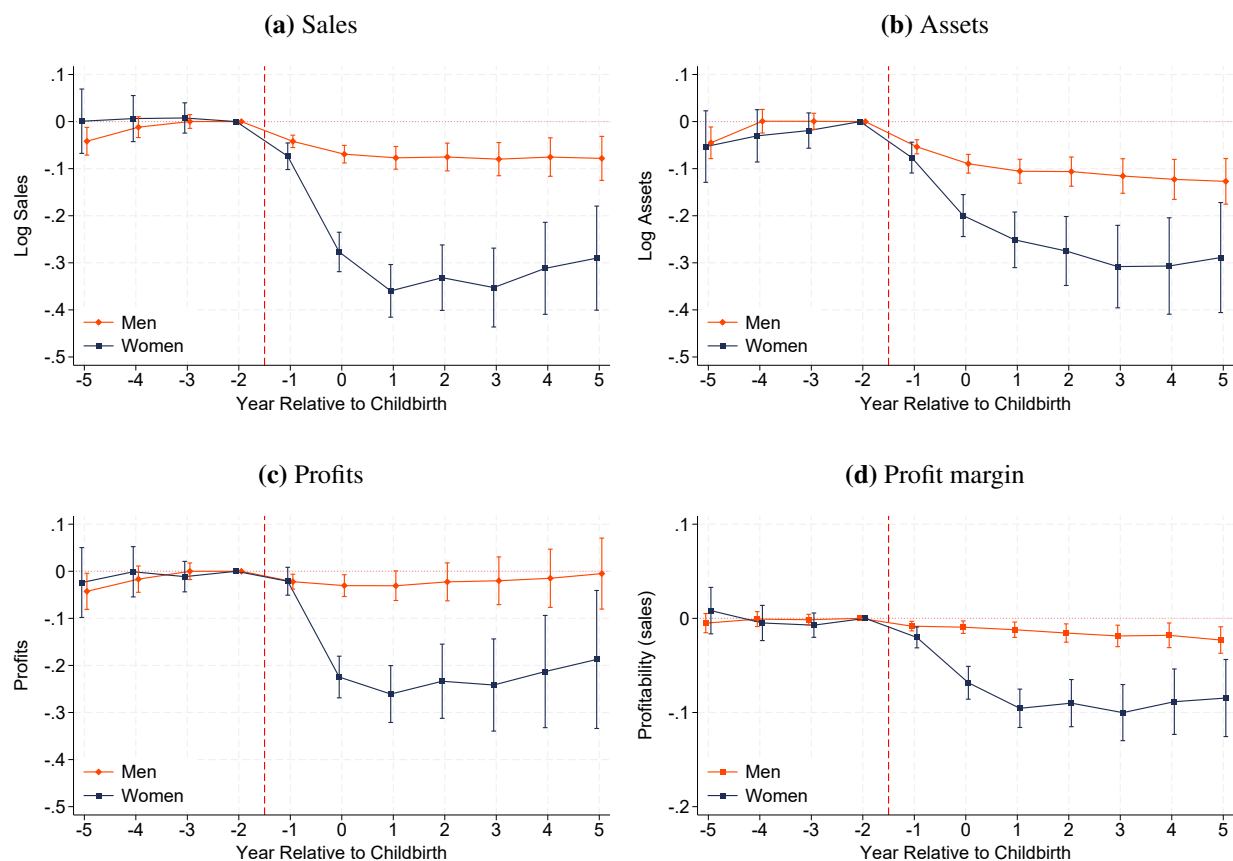 (a) Sales
.1
0
-.1
-.2
-.3
-.4
-.5
Log Sales
Men
Women
-5 -4 -3 -2 -1 0 1 2 3 4 5
Year Relative to Childbirth
(b) Assets
.1
0
-.1
-.2
-.3
-.4
-.5
Log Assets
Men
Women
-5 -4 -3 -2 -1 0 1 2 3 4 5
Year Relative to Childbirth
(c) Profits
.1
0
-.1
-.2
-.3
-.4
-.5
Profits
Men
Women
-5 -4 -3 -2 -1 0 1 2 3 4 5
Year Relative to Childbirth
(d) Profit margin
.1
0
-.1
-.2
Profitability (sales)
Men
Women
-5 -4 -3 -2 -1 0 1 2 3 4 5
Year Relative to Childbirth